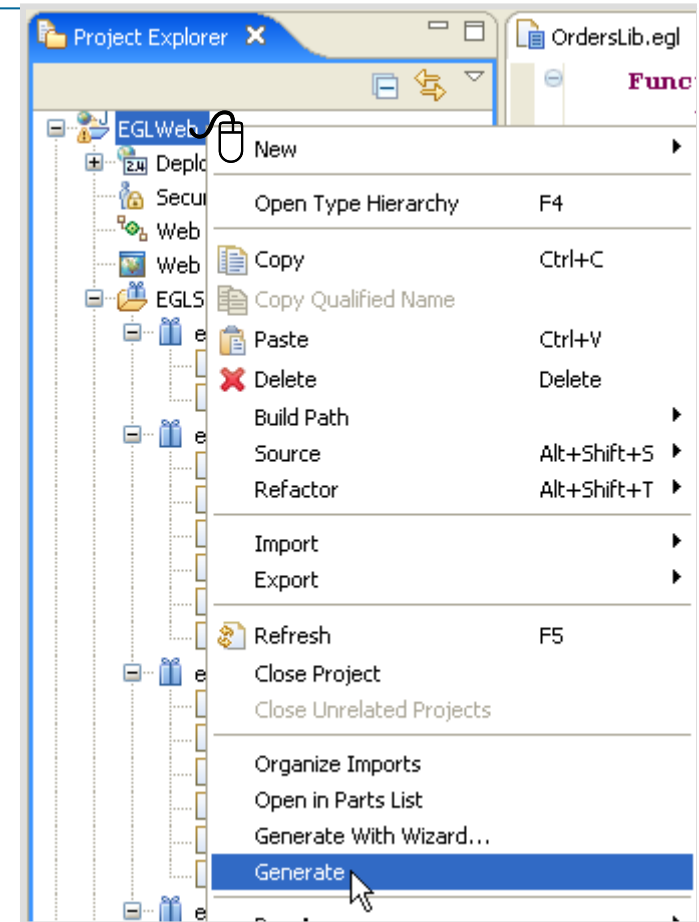 Project Explorer
OrdersLib.egl
EGLWeb
2.4 Deplo
Secur
Web
Web
EGLS
e
e
e
e
Func
New
Open Type Hierarchy F4
Copy Ctrl+C
Copy Qualified Name
Paste Ctrl+V
Delete Delete
Build Path
Source Alt+Shift+S
Refactor Alt+Shift+T
Import
Export
Refresh F5
Close Project
Close Unrelated Projects
Organize Imports
Open in Parts List
Generate With Wizard...
Generate